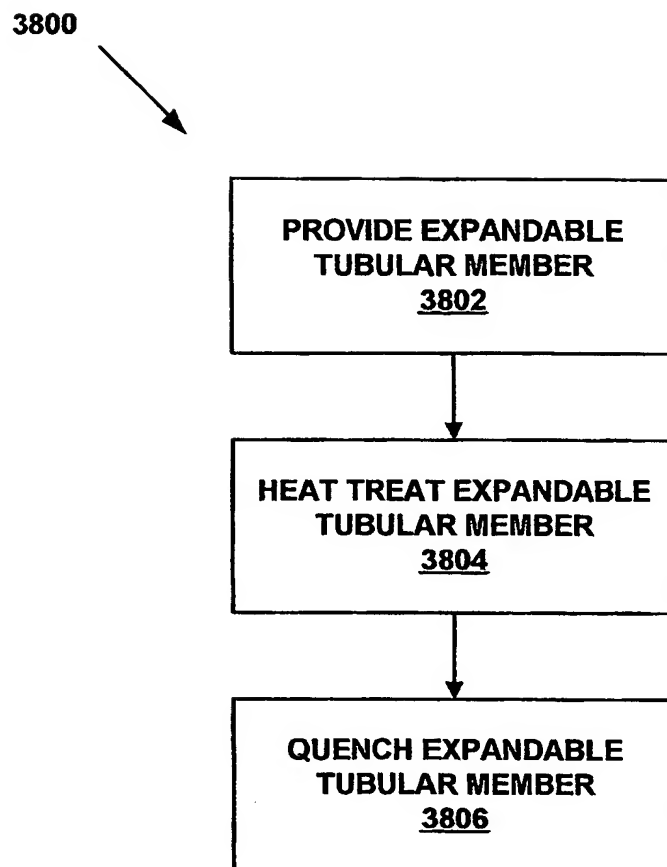 3800
PROVIDE EXPANDABLE
TUBULAR MEMBER
3802
HEAT TREAT EXPANDABLE
TUBULAR MEMBER
3804
QUENCH EXPANDABLE
TUBULAR MEMBER
3806